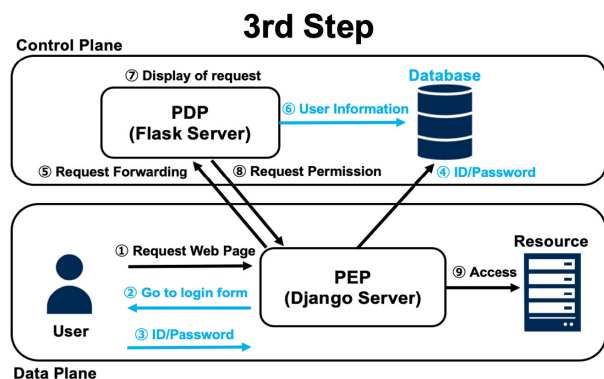 3rd Step
Control Plane
⑦ Display of request
Database
PDP
(Flask Server)
⑥ User Information
⑤ Request Forwarding
⑧ Request Permission
④ ID/Password
① Request Web Page
Resource
PEP
(Django Server)
⑨ Access
② Go to login form
User
③ ID/Password
Data Plane